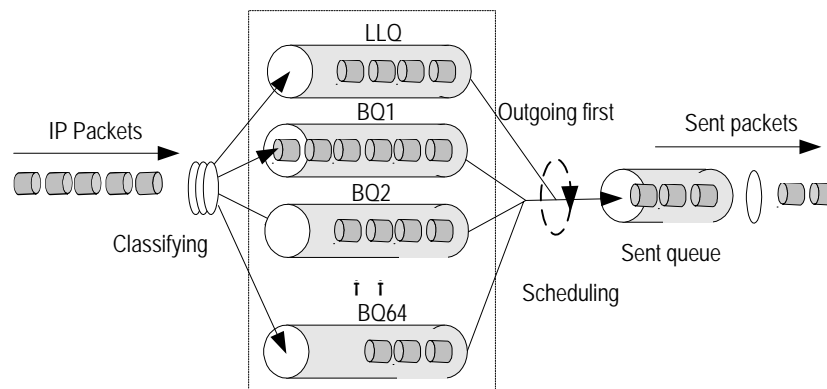 LLQ
IP Packets
BQ1
Outgoing first
Sent packets
BQ2
Classifying
Sent queue
Scheduling
BQ64